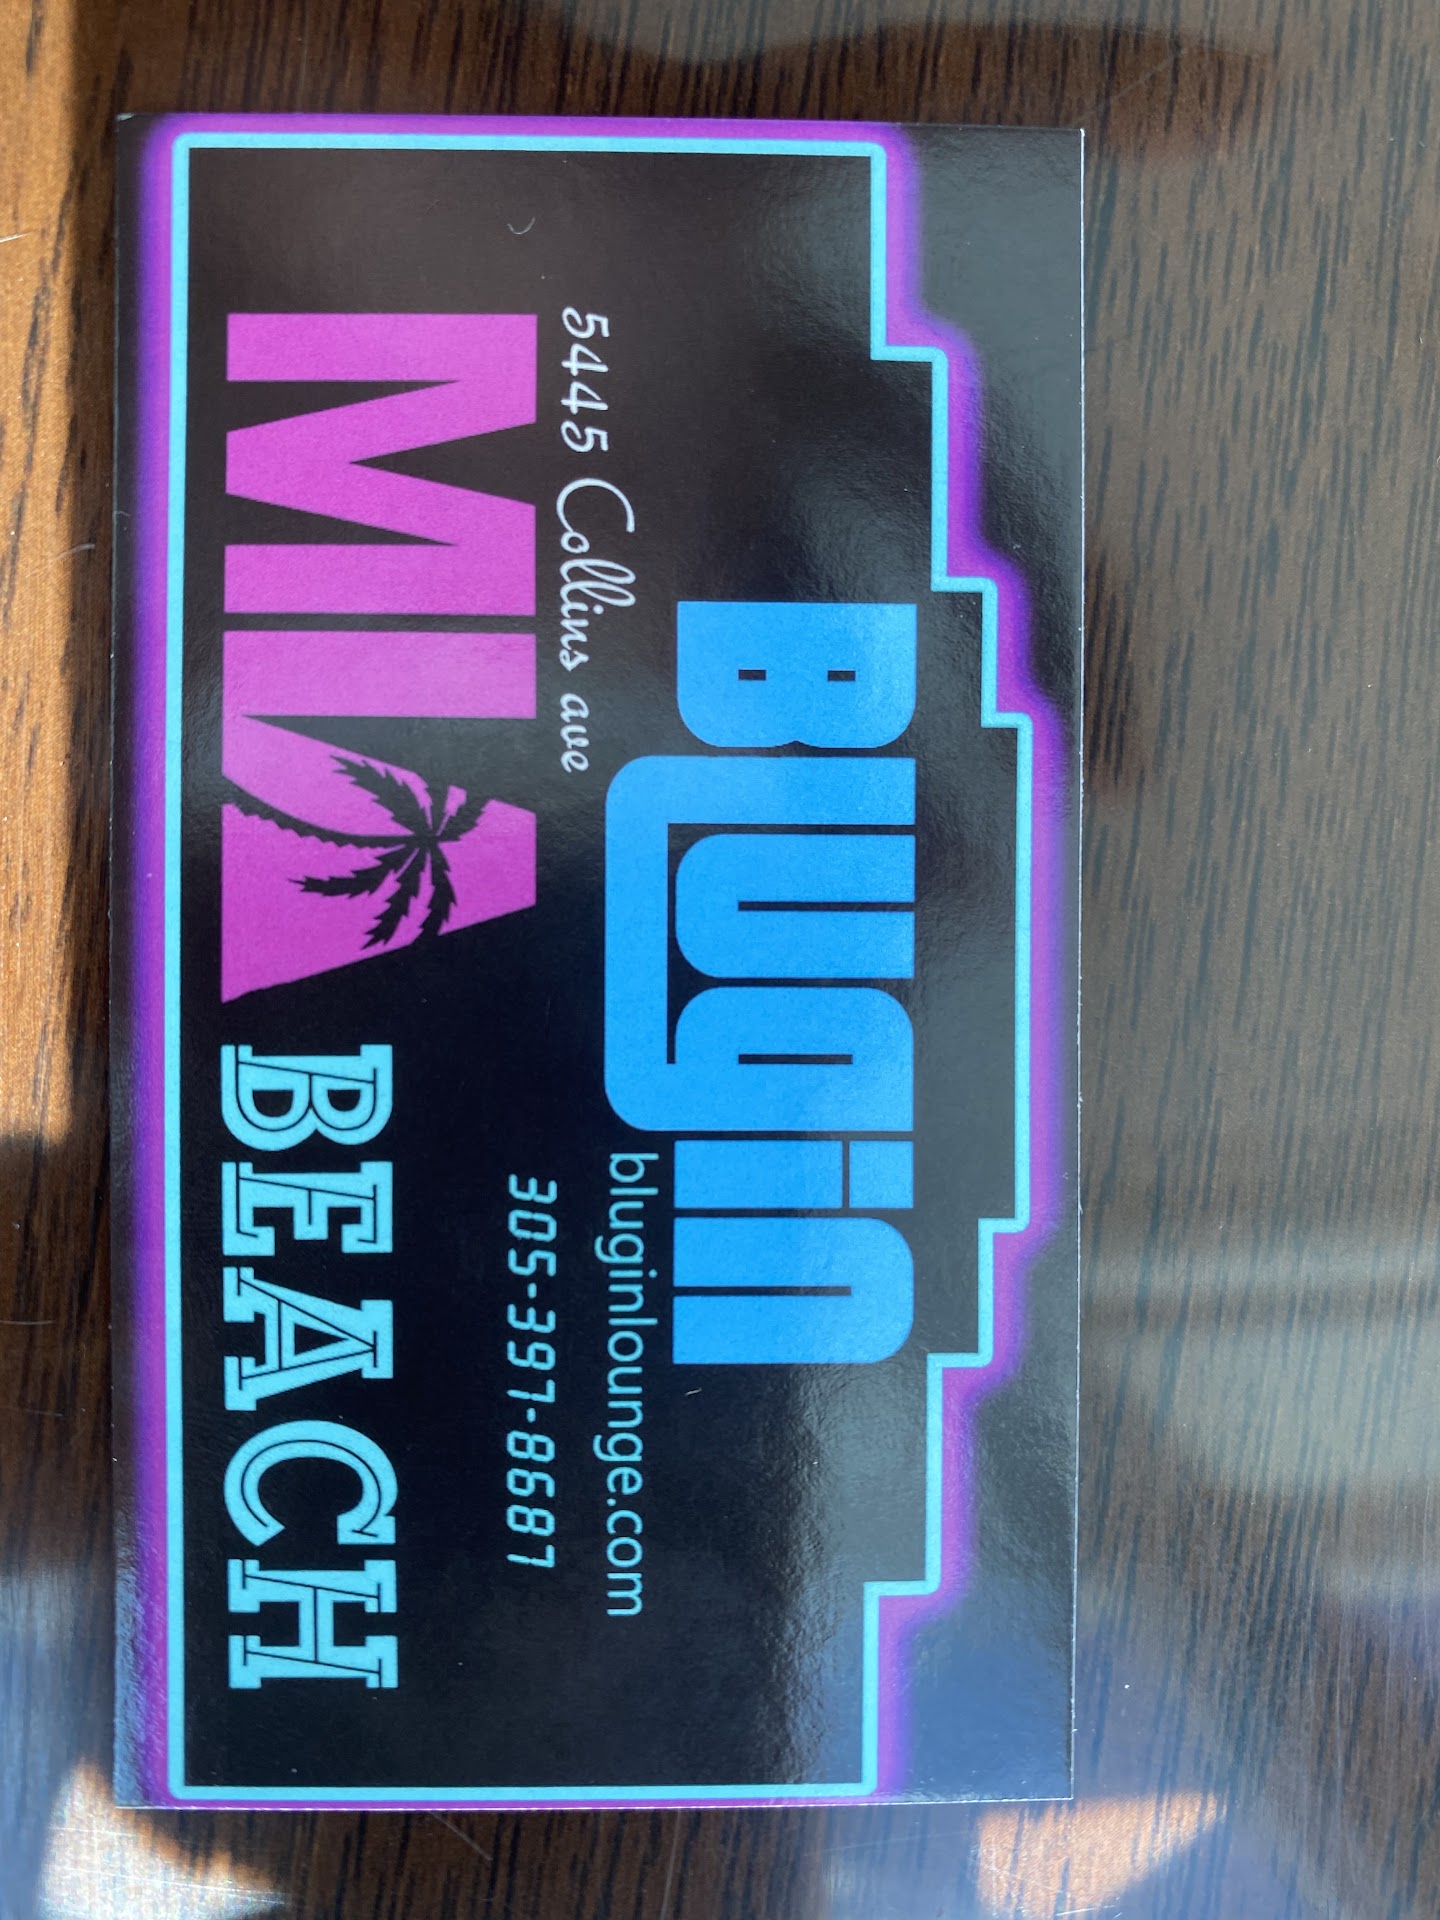 BLUgin
5445 Collins ave
bluginlounge.com
305-397-8687
MIA BEACH